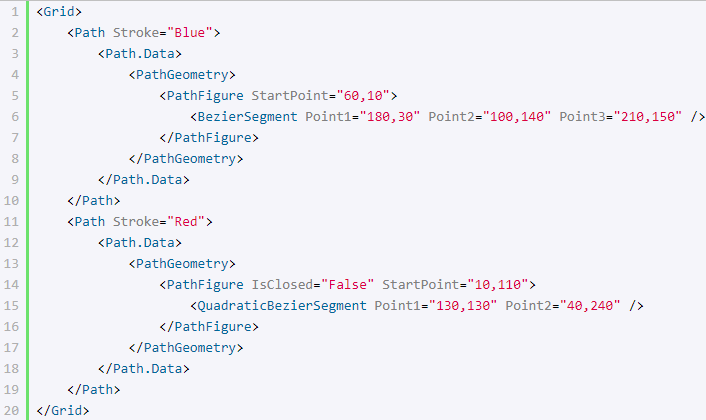 1 <Grid>
2     <Path Stroke="Blue">
3         <Path.Data>
4             <PathGeometry>
5                 <PathFigure StartPoint="60,10">
6                     <BezierSegment Point1="180,30" Point2="100,140" Point3="210,150" />
7                 </PathFigure>
8             </PathGeometry>
9         </Path.Data>
10     </Path>
11     <Path Stroke="Red">
12         <Path.Data>
13             <PathGeometry>
14                 <PathFigure IsClosed="False" StartPoint="10,110">
15                     <QuadraticBezierSegment Point1="130,130" Point2="40,240" />
16                 </PathFigure>
17             </PathGeometry>
18         </Path.Data>
19     </Path>
20 </Grid>